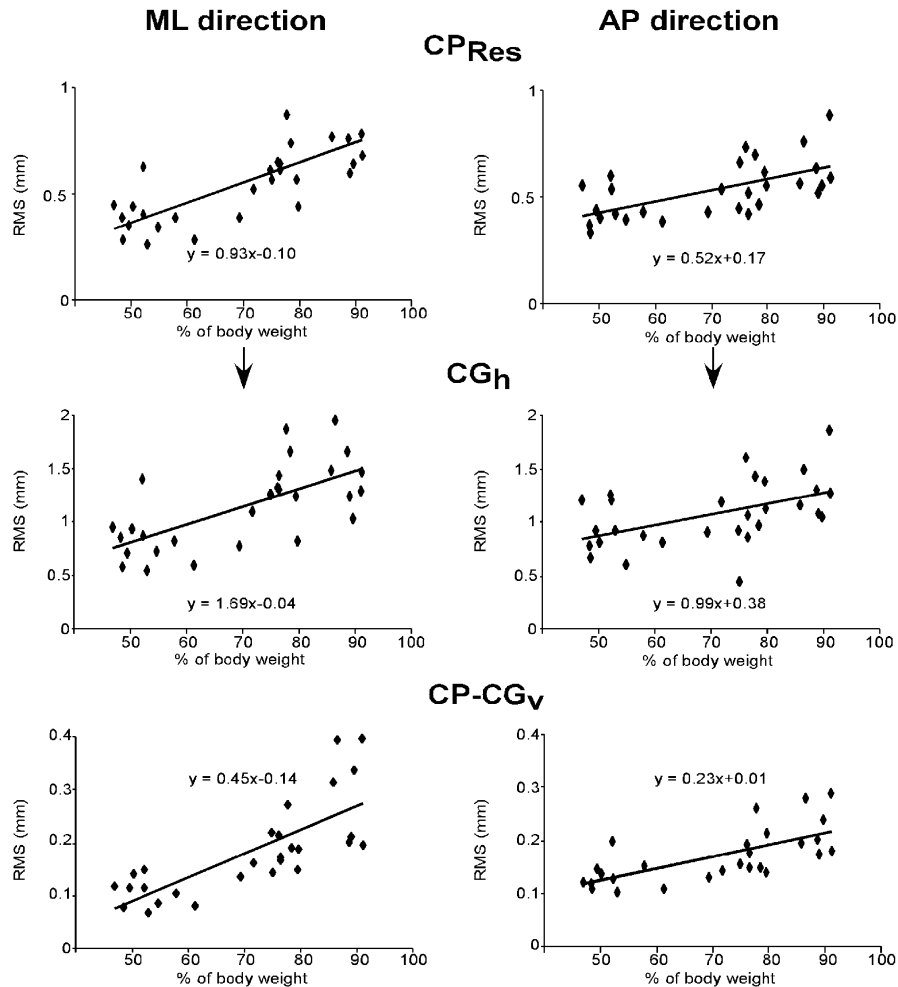 ML direction AP direction
CPRes
1 1
RMS (mm) 0.5 RMS (mm) 0.5
y = 0.93x-0.10 y = 0.52x+0.17
0 0
50 60 70 80 90 100 50 60 70 80 90 100
% of body weight % of body weight
CGh
2 2
1.5 1.5
RMS (mm) 1 RMS (mm) 1
0.5 0.5
y = 1.69x-0.04 y = 0.99x+0.38
0 0
50 60 70 80 90 100 50 60 70 80 90 100
% of body weight % of body weight
CP-CGv
0.4 0.4
y = 0.45x-0.14 y = 0.23x+0.01
0.3 0.3
RMS (mm) 0.2 RMS (mm) 0.2
0.1 0.1
0 0
50 60 70 80 90 100 50 60 70 80 90 100
% of body weight % of body weight